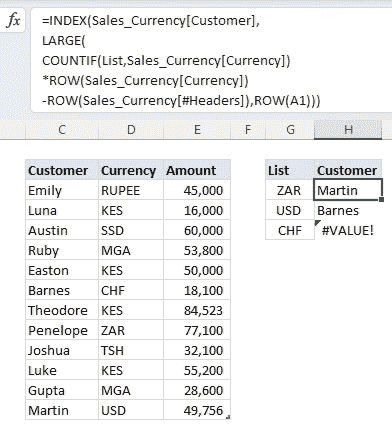 fx
=INDEX(Sales_Currency[Customer],
LARGE(
COUNTIF(List,Sales_Currency[Currency])
*ROW(Sales_Currency[Currency])
-ROW(Sales_Currency[#Headers]),ROW(A1)))
C D E F G H
Customer Currency Amount List Customer
Emily RUPEE 45,000 ZAR Martin
Luna KES 16,000 USD Barnes
Austin SSD 60,000 CHF #VALUE!
Ruby MGA 53,800
Easton KES 50,000
Barnes CHF 18,100
Theodore KES 84,523
Penelope ZAR 77,100
Joshua TSH 32,100
Luke KES 55,200
Gupta MGA 28,600
Martin USD 49,756